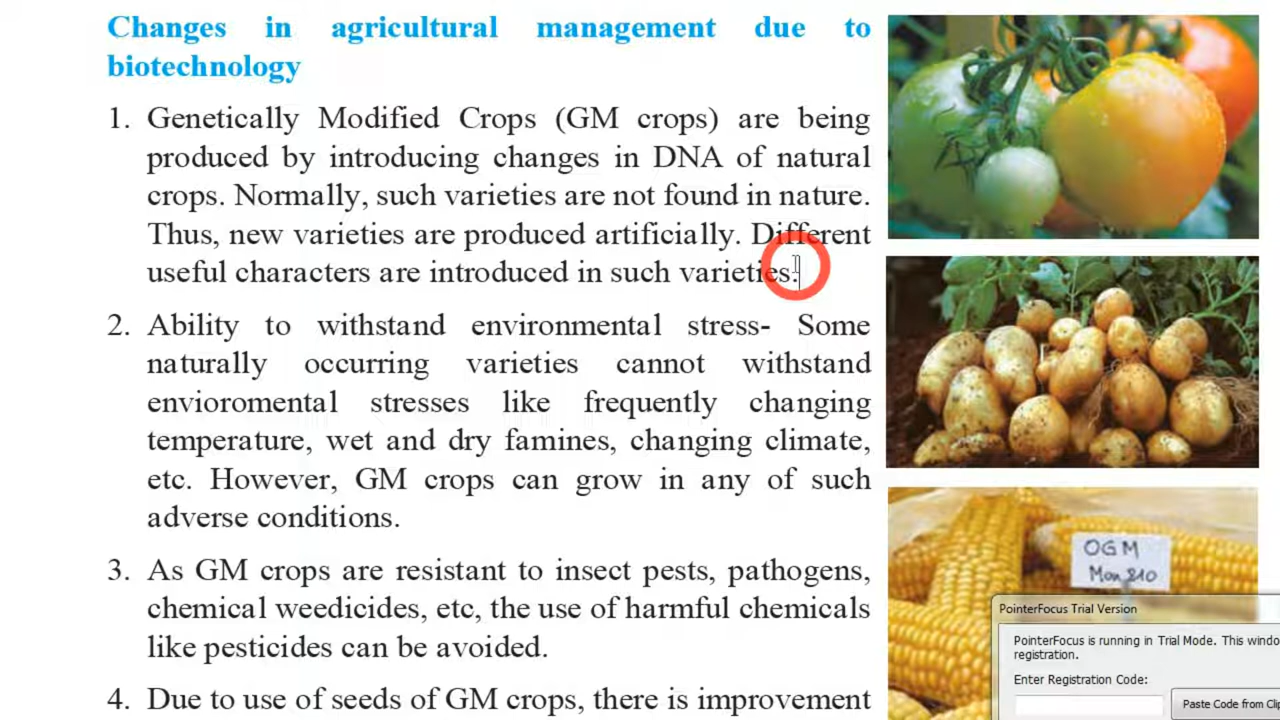 Changes in agricultural management due to
biotechnology
1. Genetically Modified Crops (GM crops) are being
produced by introducing changes in DNA of natural
crops. Normally, such varieties are not found in nature.
Thus, new varieties are produced artificially. Different
useful characters are introduced in such varieties.
2. Ability to withstand environmental stress- Some
naturally occurring varieties cannot withstand
envioromental stresses like frequently changing
temperature, wet and dry famines, changing climate,
etc. However, GM crops can grow in any of such
adverse conditions.
3. As GM crops are resistant to insect pests, pathogens,
chemical weedicides, etc, the use of harmful chemicals
like pesticides can be avoided.
4. Due to use of seeds of GM crops, there is improvement
OGM
Mon 810
PointerFocus Trial Version
PointerFocus is running in Trial Mode. This windo
registration.
Enter Registration Code:
Paste Code from Cli